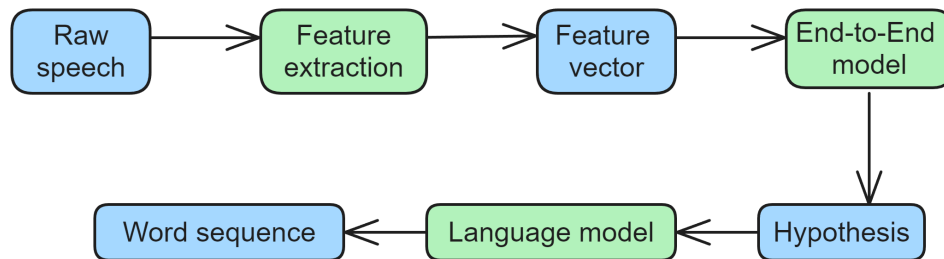 Raw
speech
Feature
extraction
Feature
vector
End-to-End
model
Word sequence
Language model
Hypothesis